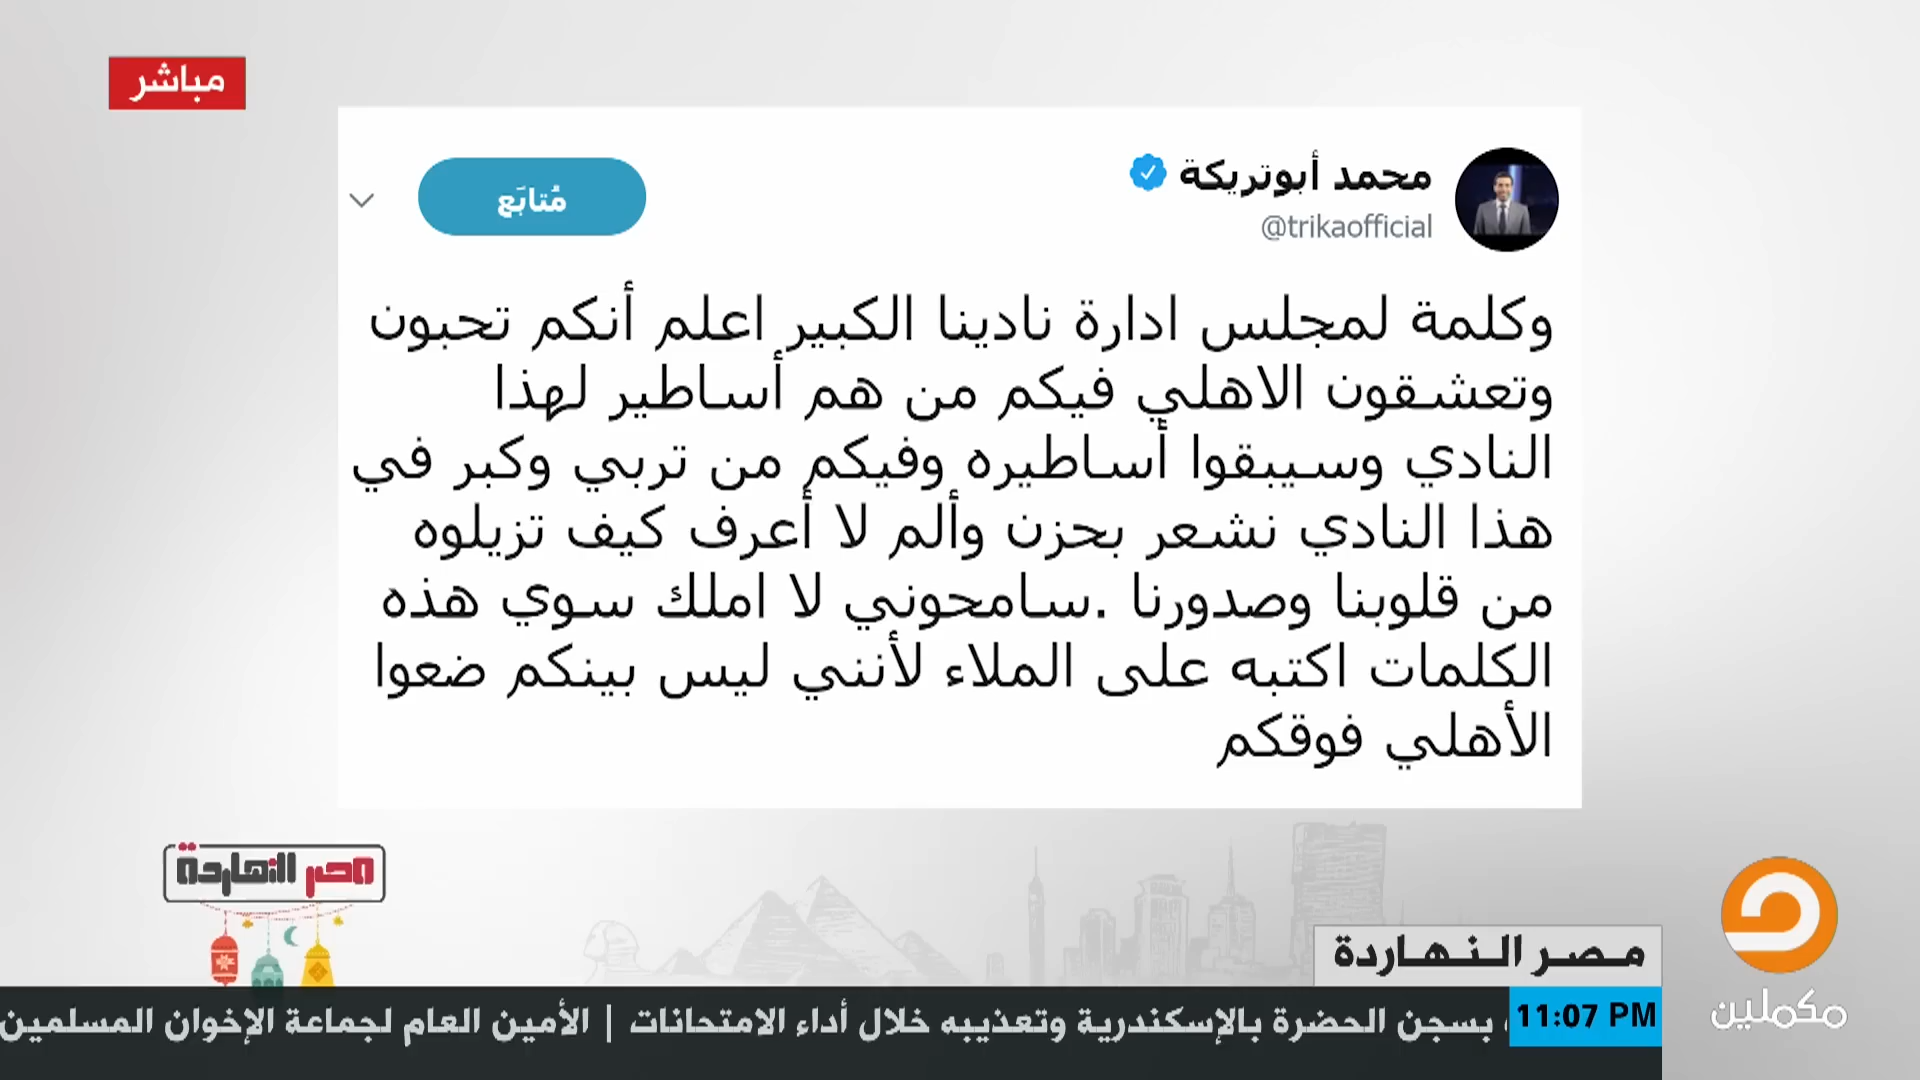 مباشر
محمد أبوتريكة
@trikaofficial
مُتابَع
وكلمة لمجلس ادارة نادينا الكبير اعلم أنكم تحبون
وتعشقون الاهلي فيكم من هم أساطير لهذا
النادي وسيبقوا أساطيره وفيكم من تربي وكبر في
هذا النادي نشعر بحزن وألم لا أعرف كيف تزيلوه
من قلوبنا وصدورنا .سامحوني لا املك سوي هذه
الكلمات اكتبه على الملاء لأنني ليس بينكم ضعوا
الأهلي فوقكم
مصر النهاردة
مصر النهاردة
مكملين
11:07 PM
بسجن الحضرة بالإسكندرية وتعذيبه خلال أداء الامتحانات | الأمين العام لجماعة الإخوان المسلمين